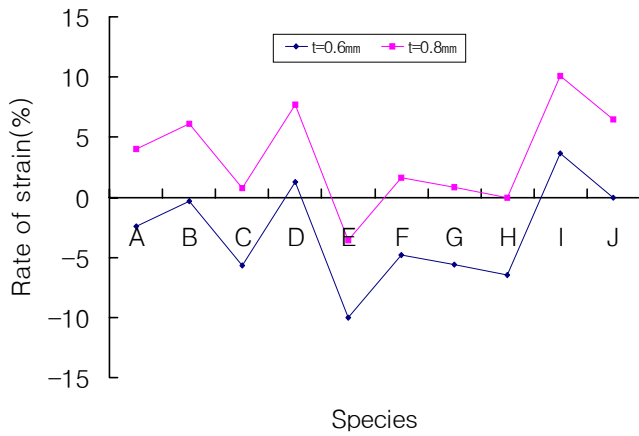 t=0.6㎜ t=0.8㎜
15
10
5
0
−5
−10
−15
A B C D E F G H I J
Rate of strain(%)
Species